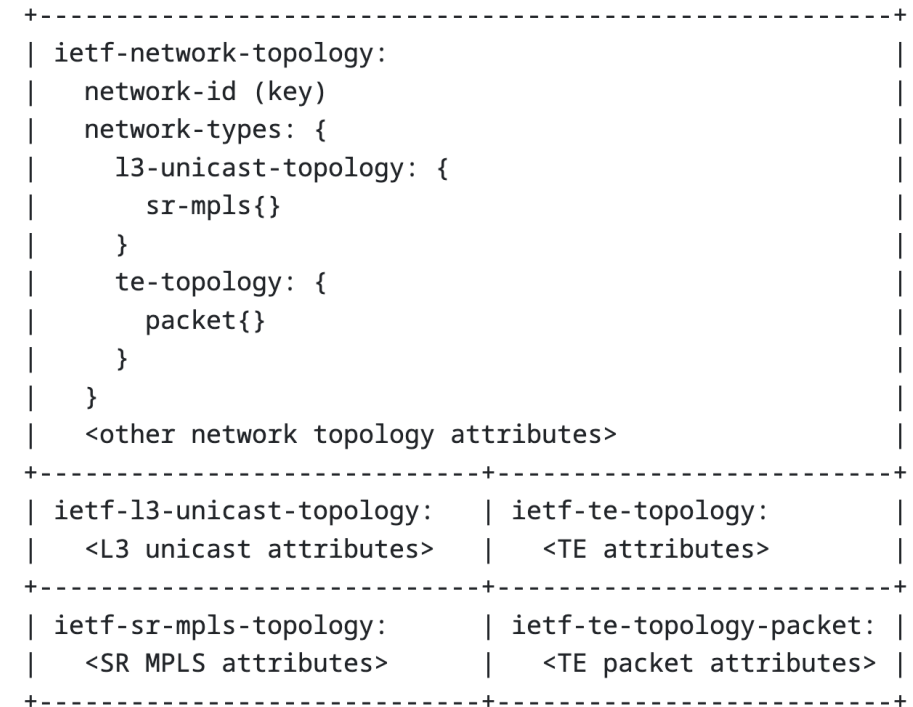 +---------------------------------------------------------+
| ietf-network-topology:                                  |
|   network-id (key)                                      |
|   network-types: {                                      |
|     l3-unicast-topology: {                              |
|       sr-mpls{}                                         |
|     }                                                   |
|     te-topology: {                                      |
|       packet{}                                          |
|     }                                                   |
|   }                                                     |
|   <other network topology attributes>                   |
+-----------------------------+---------------------------+
| ietf-l3-unicast-topology:   | ietf-te-topology:         |
|   <L3 unicast attributes>   |   <TE attributes>         |
+-----------------------------+---------------------------+
| ietf-sr-mpls-topology:      | ietf-te-topology-packet:  |
|   <SR MPLS attributes>      |   <TE packet attributes>  |
+-----------------------------+---------------------------+